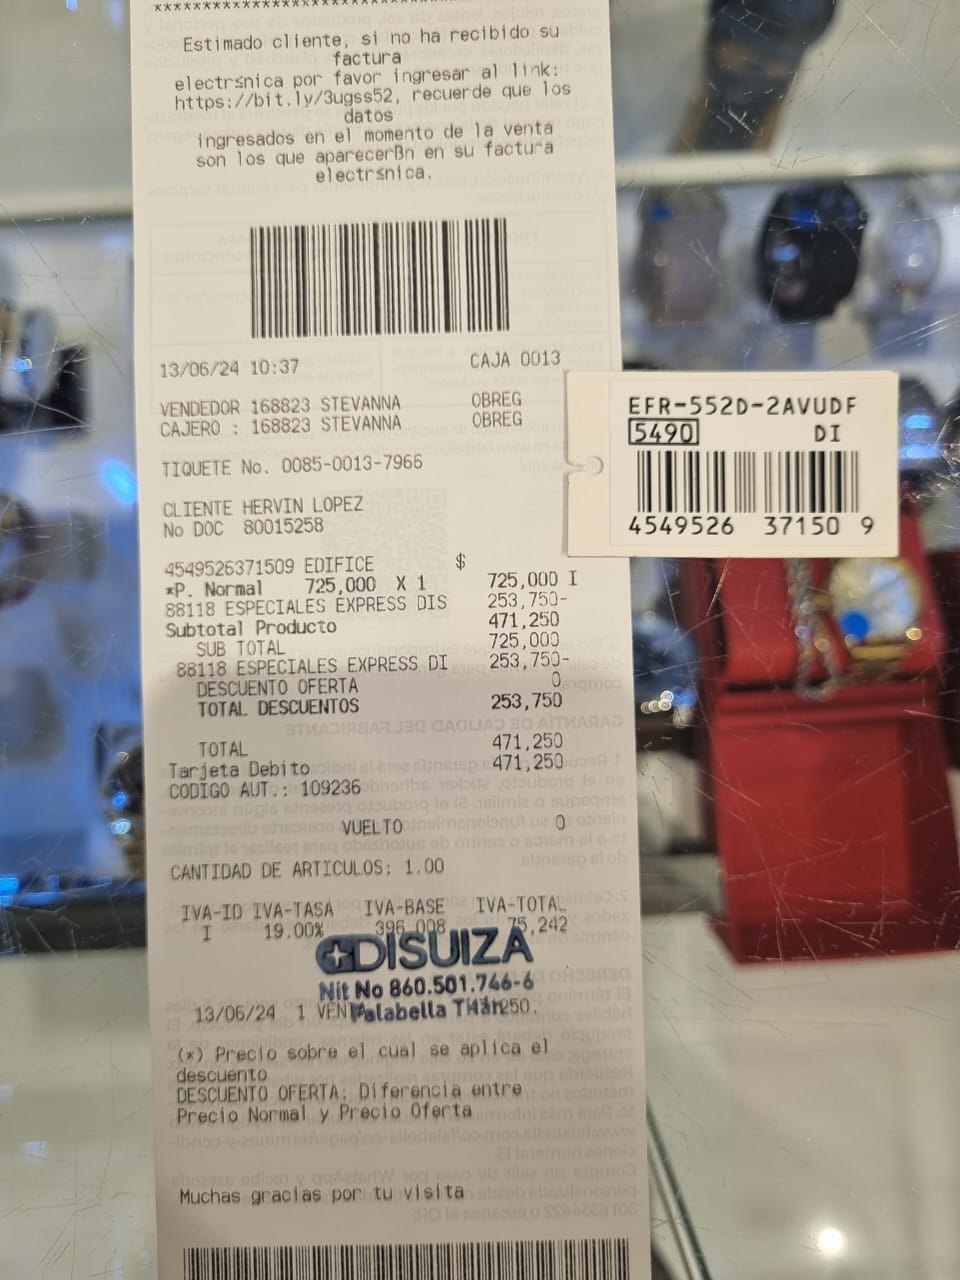 Estimado cliente, si no ha recibido su
factura
electrśnica por favor ingresar al link:
https://bit.ly/3ugss52, recuerde que los
datos
ingresados en el momento de la venta
son los que aparecerßn en su factura
electrśnica.
13/06/24 10:37 CAJA 0013
VENDEDOR 168823 STEVANNA OBREG
CAJERO : 168823 STEVANNA OBREG
TIQUETE No. 0085-0013-7966
CLIENTE HERVIN LOPEZ
No DOC 80015258
4549526371509 EDIFICE $
*P. Normal 725,000 X 1 725,000 I
88118 ESPECIALES EXPRESS DIS 253,750-
Subtotal Producto 471,250
SUB TOTAL 725,000
88118 ESPECIALES EXPRESS DI 253,750-
DESCUENTO OFERTA 0
TOTAL DESCUENTOS 253,750
TOTAL 471,250
Tarjeta Debito 471,250
CODIGO AUT.: 109236
VUELTO 0
CANTIDAD DE ARTICULOS: 1.00
IVA-ID IVA-TASA IVA-BASE IVA-TOTAL
I 19.00% 396,008 75,242
DISUIZA
Nit No 860.501.746-6
Falabella Titán
13/06/24 1 VENT
(*) Precio sobre el cual se aplica el
descuento
DESCUENTO OFERTA: Diferencia entre
Precio Normal y Precio Oferta
Muchas gracias por tu visita
EFR-552D-2AVUDF
5490 DI
4549526 37150 9